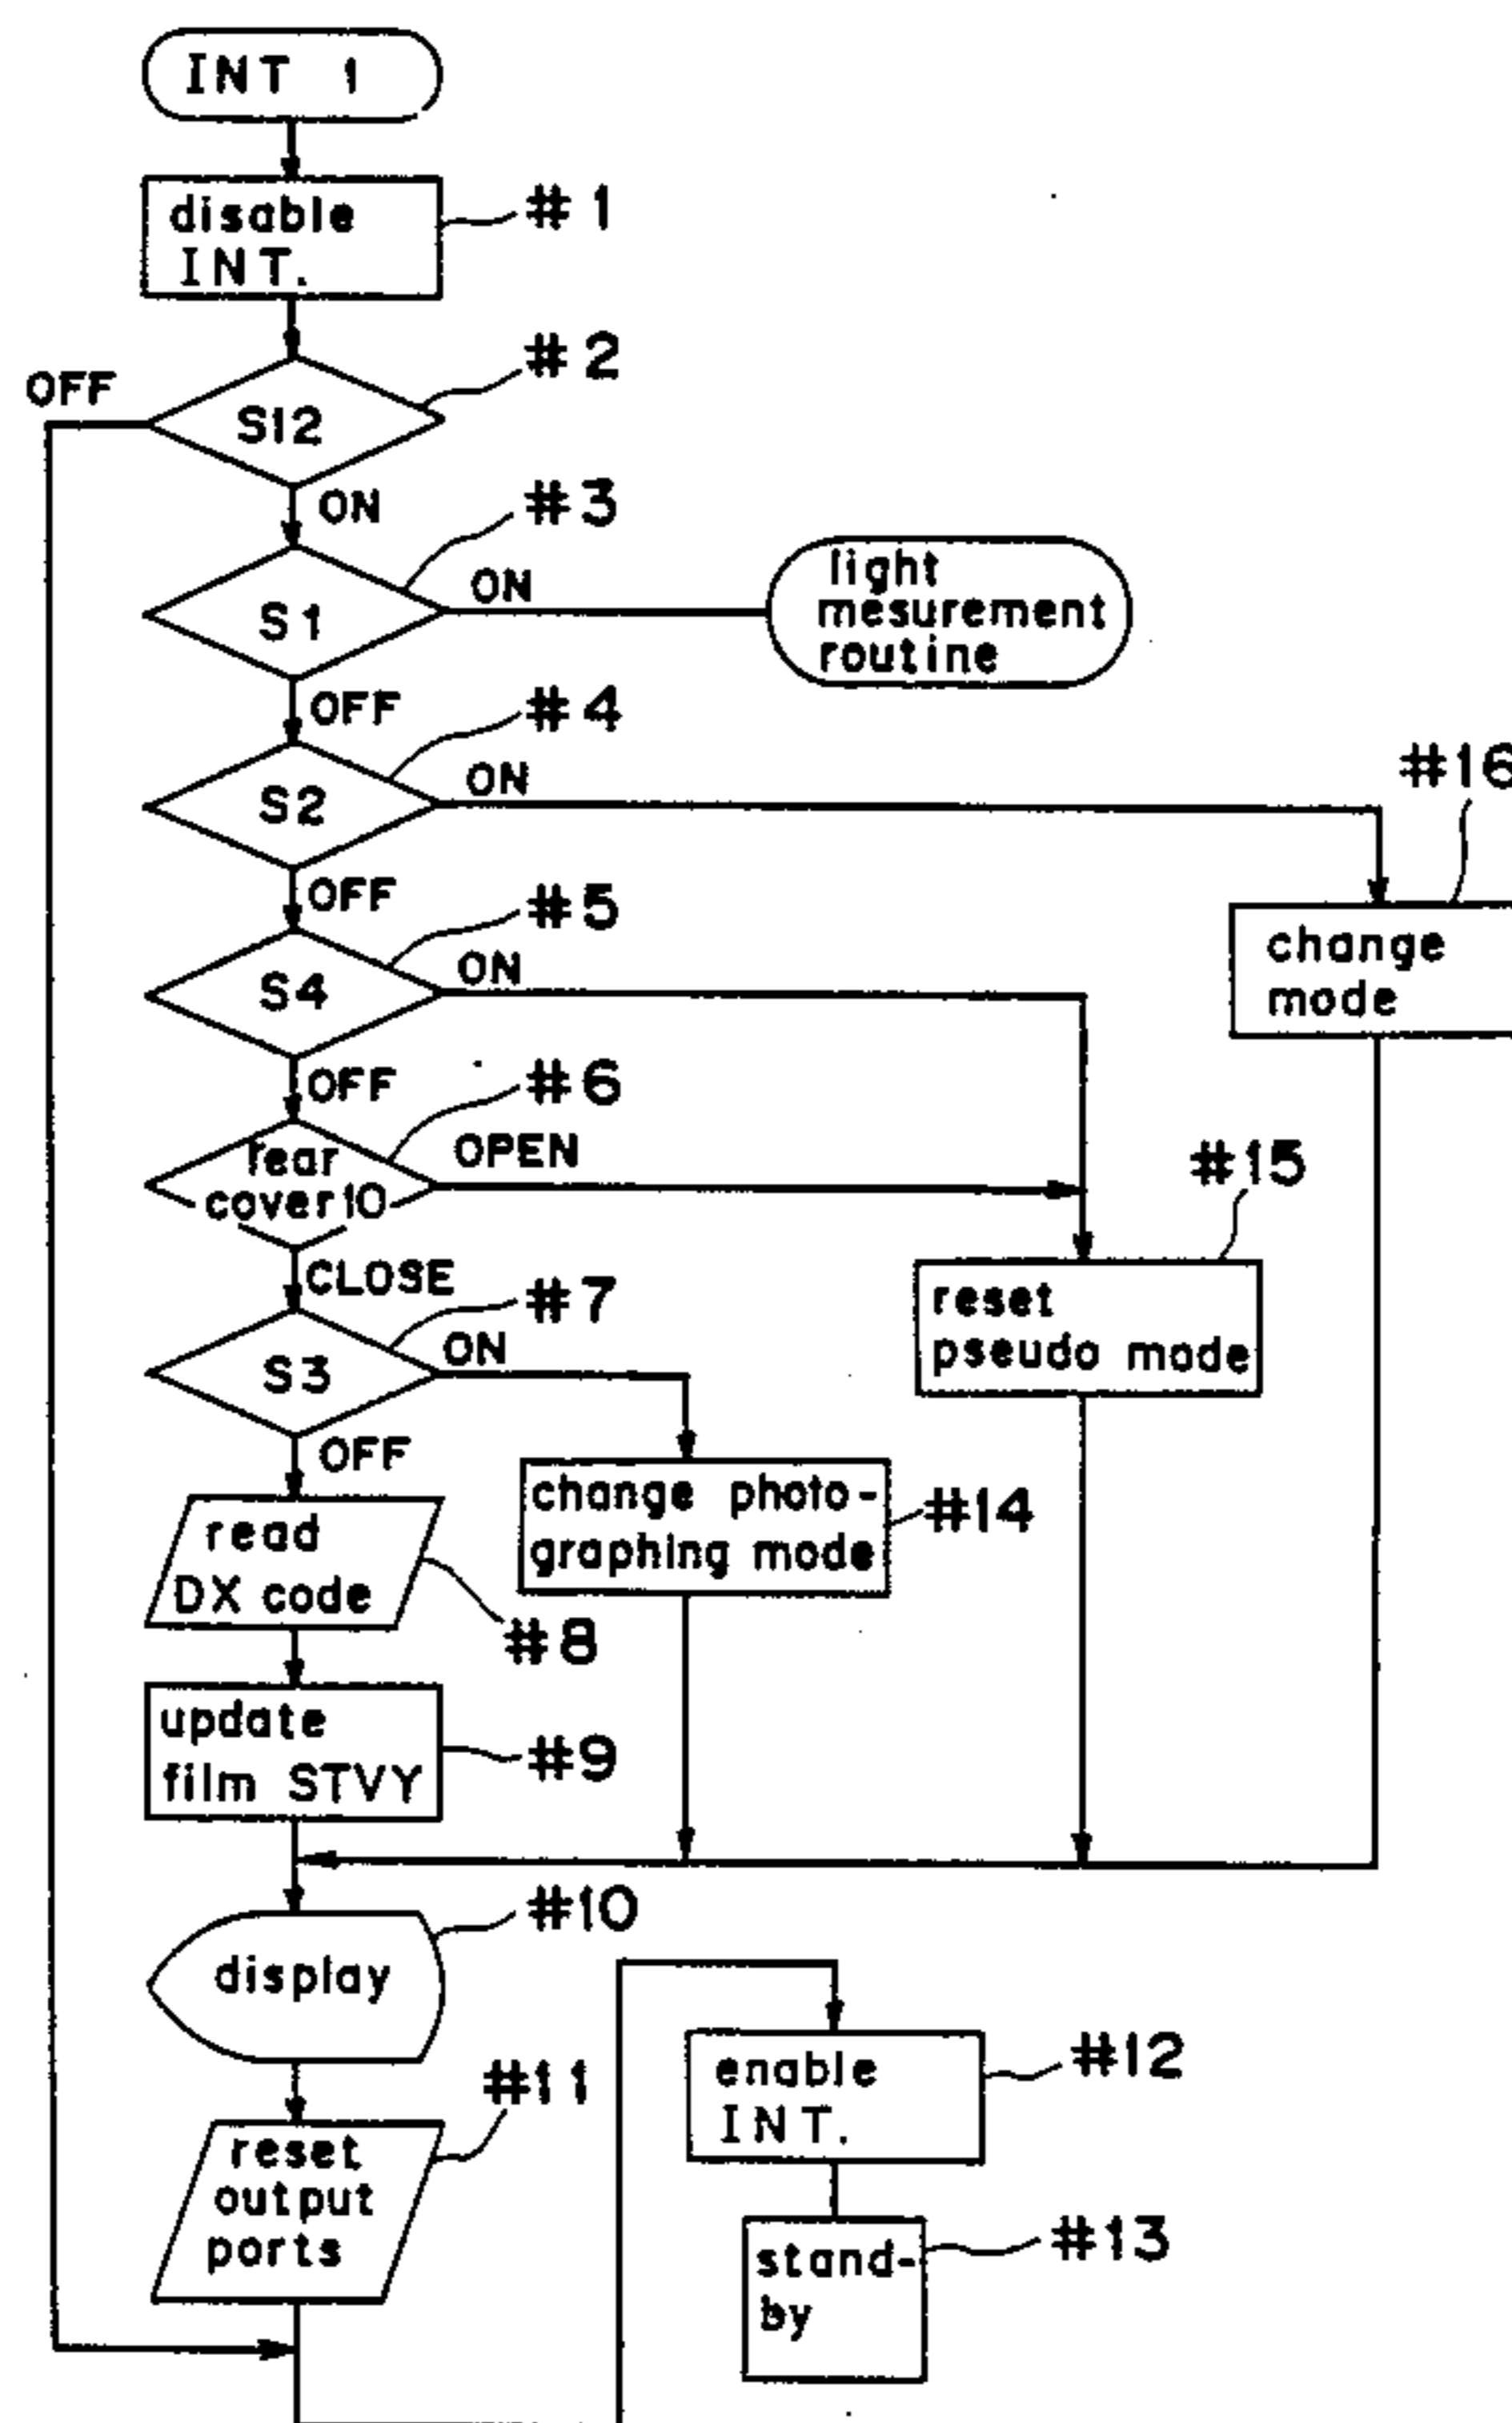 INT 1
disable
INT.
#1
#2
OFF
S12
ON
#3
S1
ON
light
mesurement
routine
OFF
#4
S2
ON
#16
change
mode
OFF
#5
S4
ON
OFF
#6
rear
cover10
OPEN
#15
reset
pseudo mode
CLOSE
#7
S3
ON
OFF
change photo-
graphing mode
#14
read
DX code
#8
update
film STVY
#9
#10
display
#11
reset
output
ports
enable
INT.
#12
stand-
by
#13